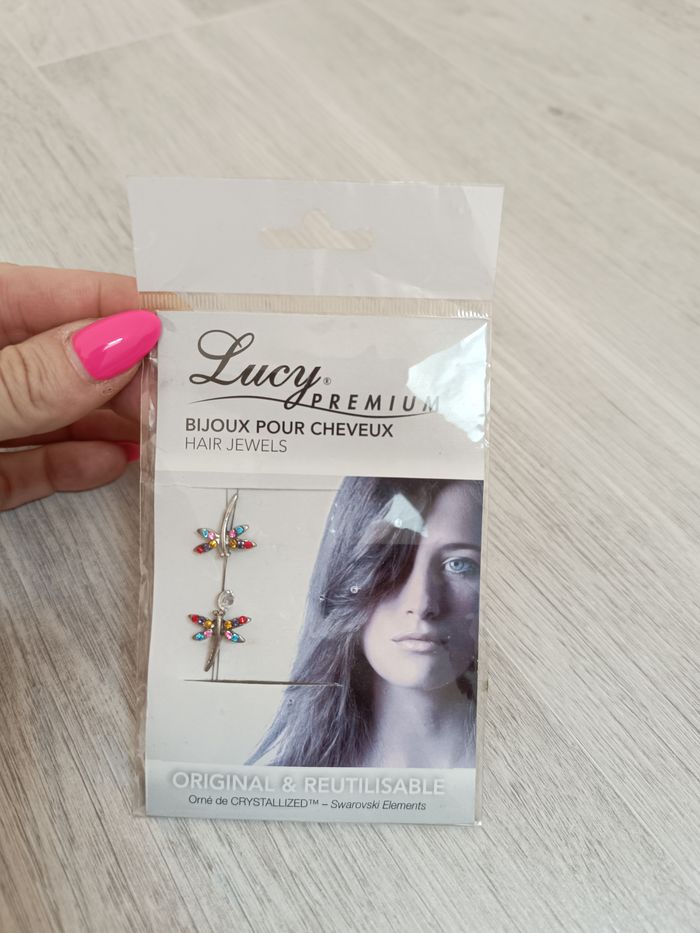 Lucy®
PREMIUM
BIJOUX POUR CHEVEUX
HAIR JEWELS
ORIGINAL & REUTILISABLE
Orné de CRYSTALLIZED™ – Swarovski Elements